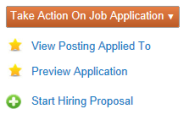 Take Action On Job Application ▾
View Posting Applied To
Preview Application
Start Hiring Proposal